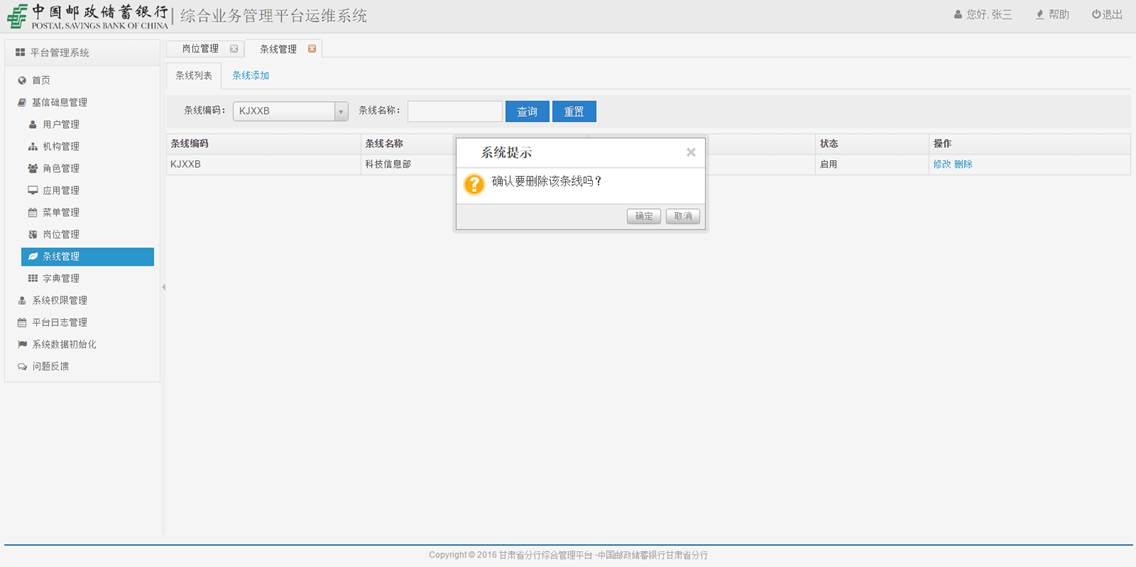 中国邮政储蓄银行 | 综合业务管理平台运维系统
POSTAL SAVINGS BANK OF CHINA
您好, 张三 帮助 退出
平台管理系统
首页
基信础息管理
用户管理
机构管理
角色管理
应用管理
菜单管理
岗位管理
条线管理
字典管理
系统权限管理
平台日志管理
系统数据初始化
问题反馈
岗位管理 条线管理
条线列表 条线添加
条线编码: KJXXB 条线名称: 查询 重置
条线编码 条线名称 状态 操作
KJXXB 科技信息部 启用 修改 删除
系统提示
确认要删除该条线吗?
确定 取消
Copyright © 2016 甘肃省分行综合管理平台 -中国邮政储蓄银行甘肃省分行